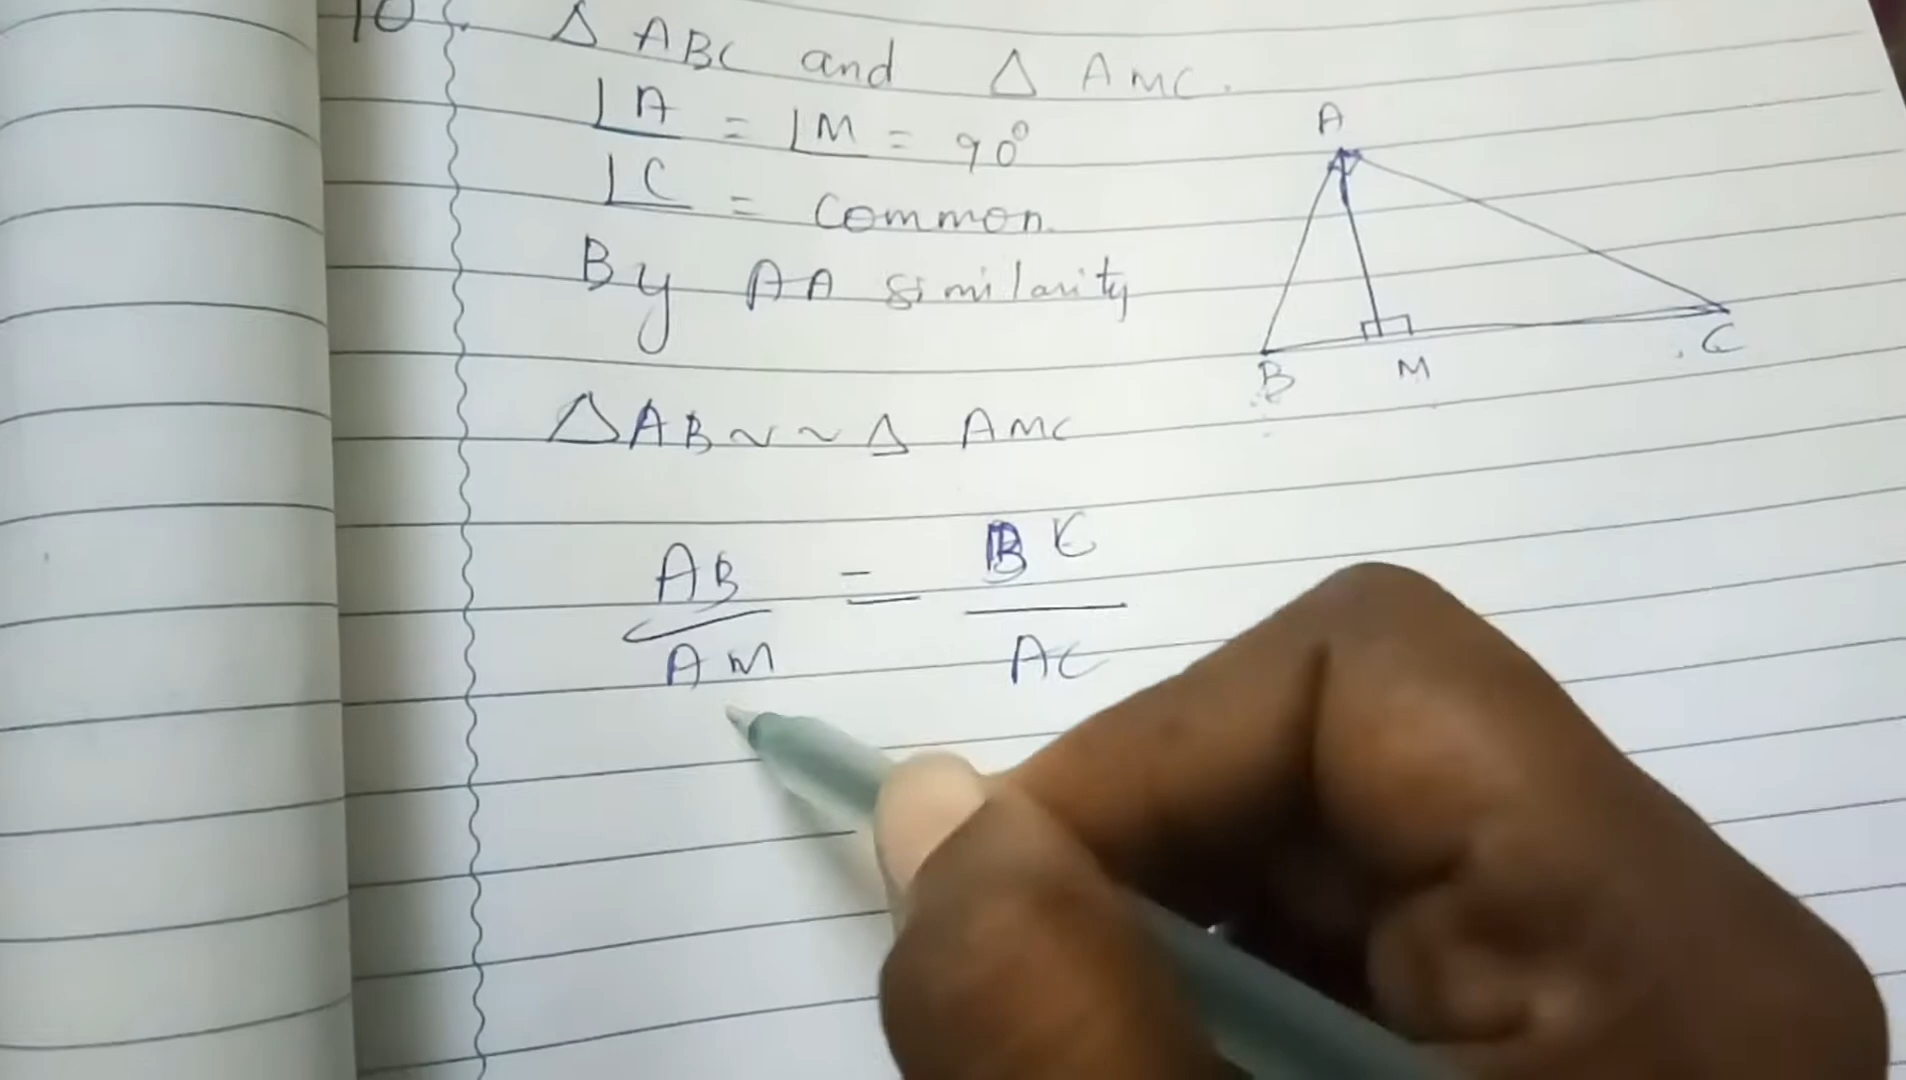 10
Δ ABC and Δ AMC.
∠A = ∠M = 90°
∠C = Common.
By AA similarity
ΔAB~ ~ Δ AMC
AB = BC
AM AC
A
B M C